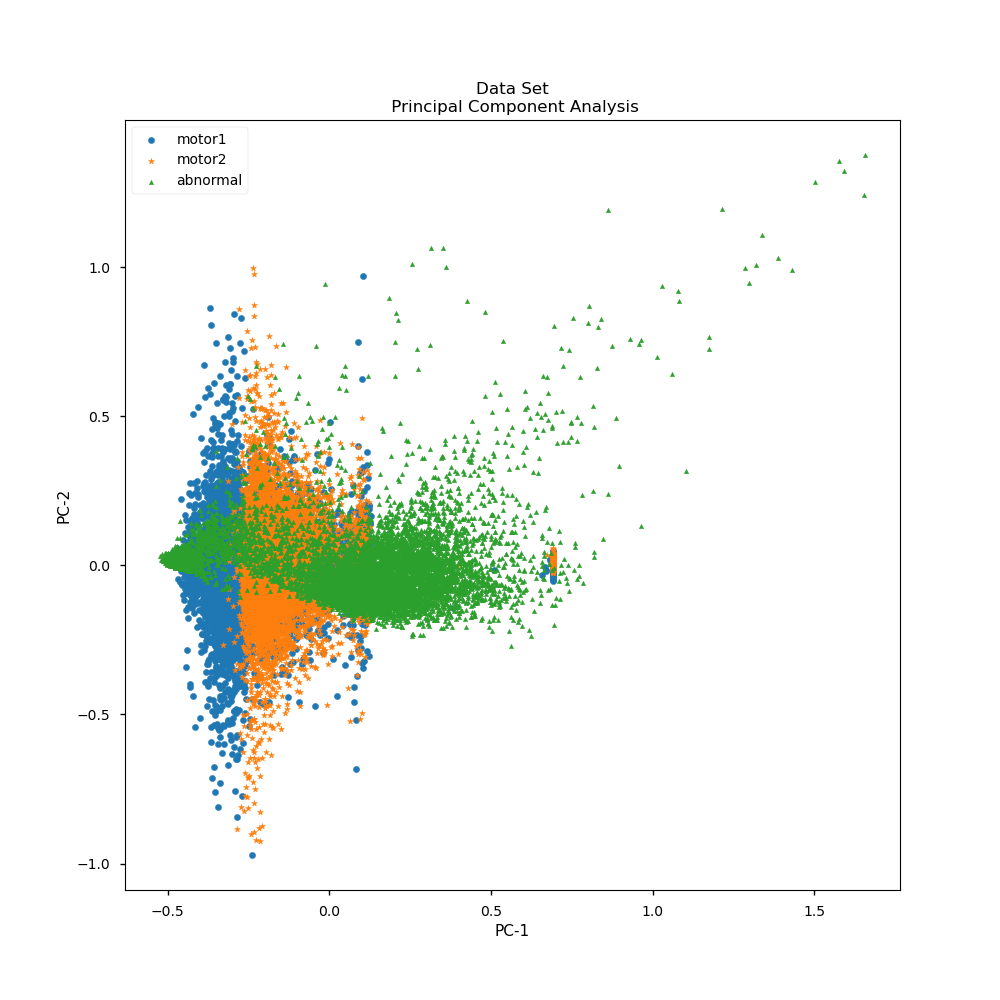 Data Set
Principal Component Analysis
motor1
motor2
abnormal
PC-2
1.0
0.5
0.0
−0.5
−1.0
−0.5
0.0
0.5
1.0
1.5
PC-1